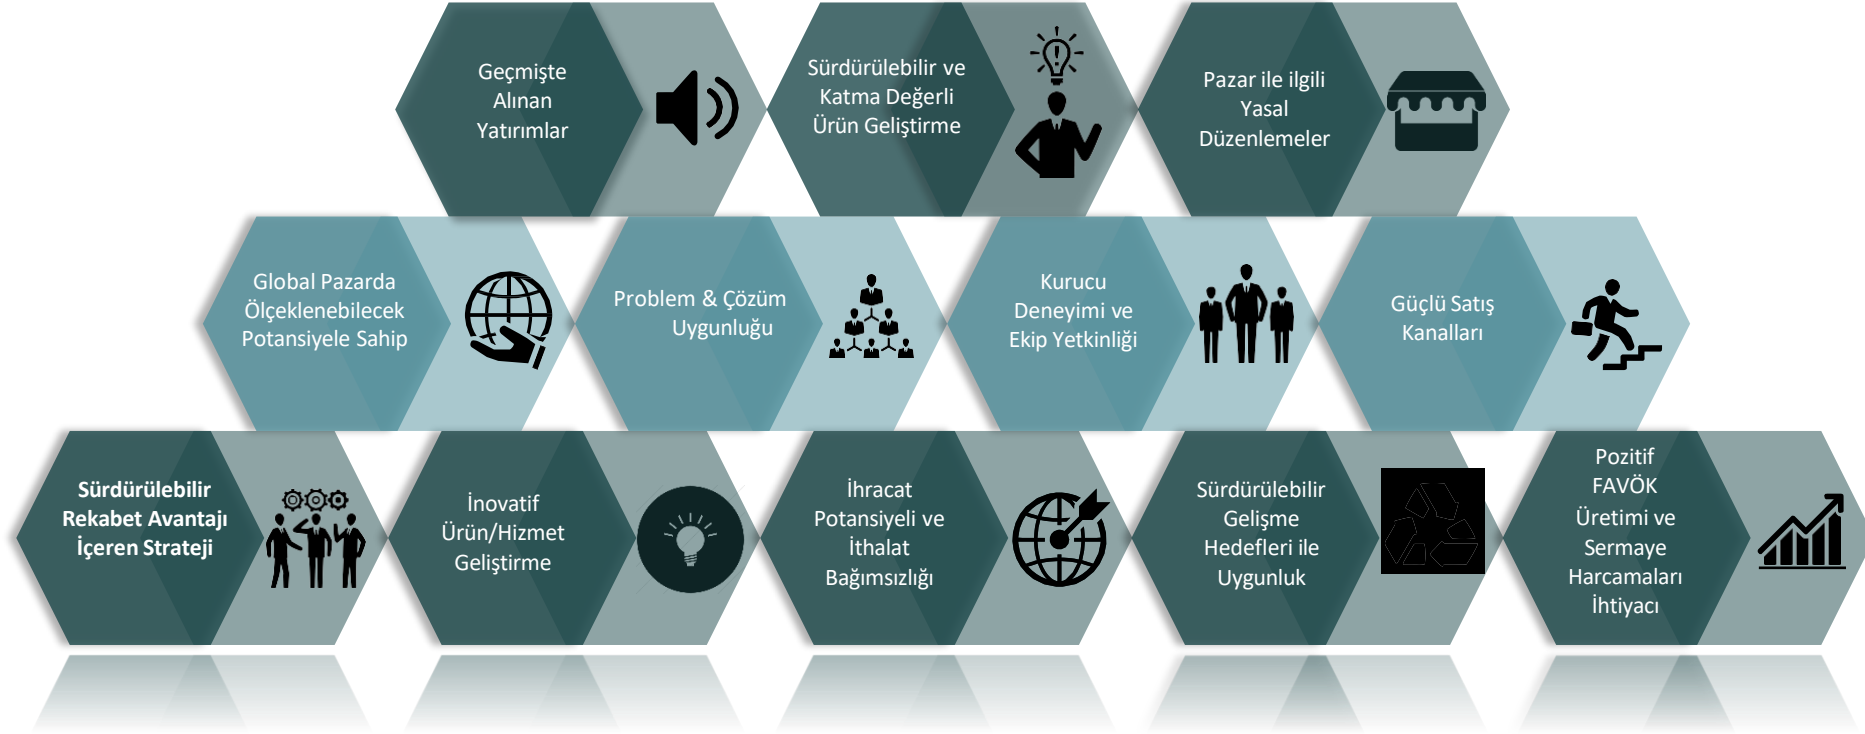 Geçmişte
Alınan
Yatırımlar
Sürdürülebilir ve
Katma Değerli
Ürün Geliştirme
Pazar ile ilgili
Yasal
Düzenlemeler
Global Pazarda
Ölçeklenebilecek
Potansiyele Sahip
Problem & Çözüm
Uygunluğu
Kurucu
Deneyimi ve
Ekip Yetkinliği
Güçlü Satış
Kanalları
Sürdürülebilir
Rekabet Avantajı
İçeren Strateji
İnovatif
Ürün/Hizmet
Geliştirme
İhracat
Potansiyeli ve
İthalat
Bağımsızlığı
Sürdürülebilir
Gelişme
Hedefleri ile
Uygunluk
Pozitif
FAVÖK
Üretimi ve
Sermaye
Harcamaları
İhtiyacı